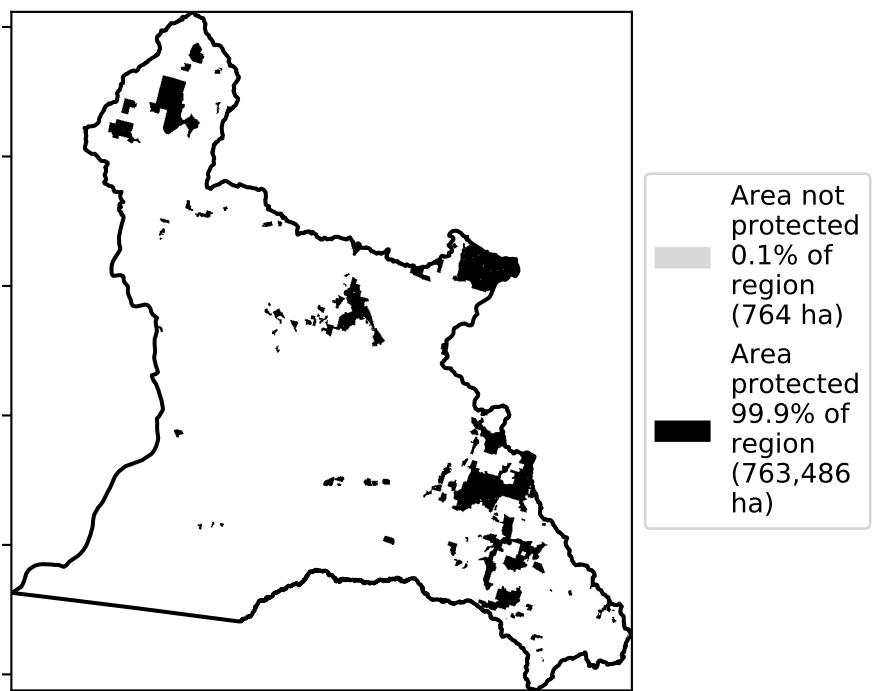 Area not
protected
0.1% of
region
(764 ha)
Area
protected
99.9% of
region
(763,486
ha)